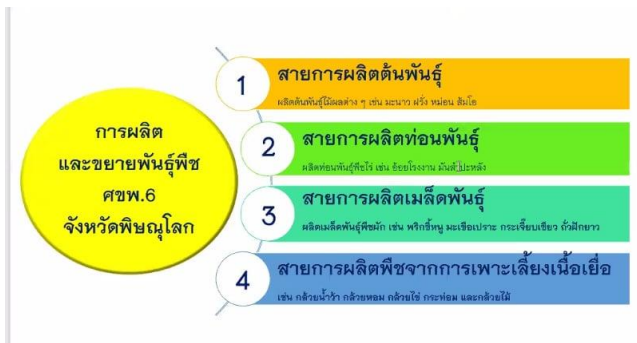 การผลิต
และขยายพันธุ์พืช
ศขพ.6
จังหวัดพิษณุโลก
1
สายการผลิตต้นพันธุ์
ผลิตต้นพันธุ์ไม้ผลต่าง ๆ เช่น มะนาว ฝรั่ง หม่อน ส้มโอ
2
สายการผลิตท่อนพันธุ์
ผลิตท่อนพันธุ์พืชไร่ เช่น อ้อยโรงงาน มันสำปะหลัง
3
สายการผลิตเมล็ดพันธุ์
ผลิตเมล็ดพันธุ์พืชผัก เช่น พริกขี้หนู มะเขือเปราะ กระเจี๊ยบเขียว ถั่วฝักยาว
4
สายการผลิตพืชจากการเพาะเลี้ยงเนื้อเยื่อ
เช่น กล้วยน้ำว้า กล้วยหอม กล้วยไข่ กระท่อม และกล้วยไม้